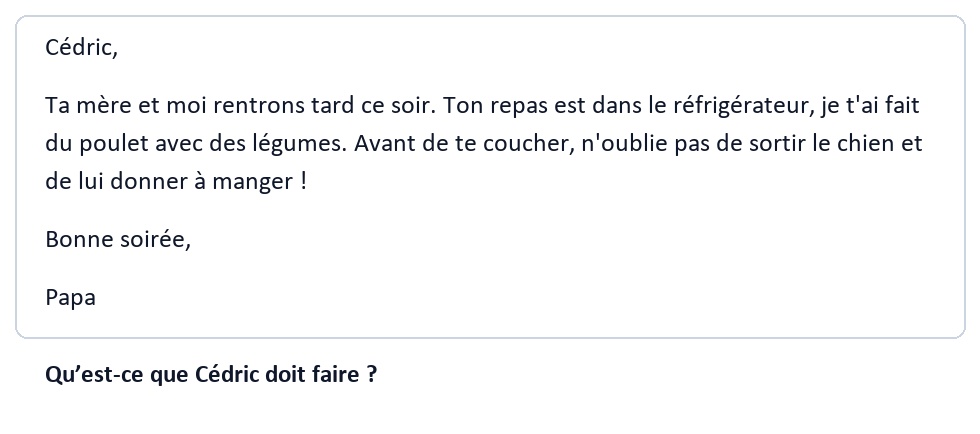 Cédric,
Ta mère et moi rentrons tard ce soir. Ton repas est dans le réfrigérateur, je t'ai fait
du poulet avec des légumes. Avant de te coucher, n'oublie pas de sortir le chien et
de lui donner à manger !
Bonne soirée,
Papa
Qu’est-ce que Cédric doit faire ?